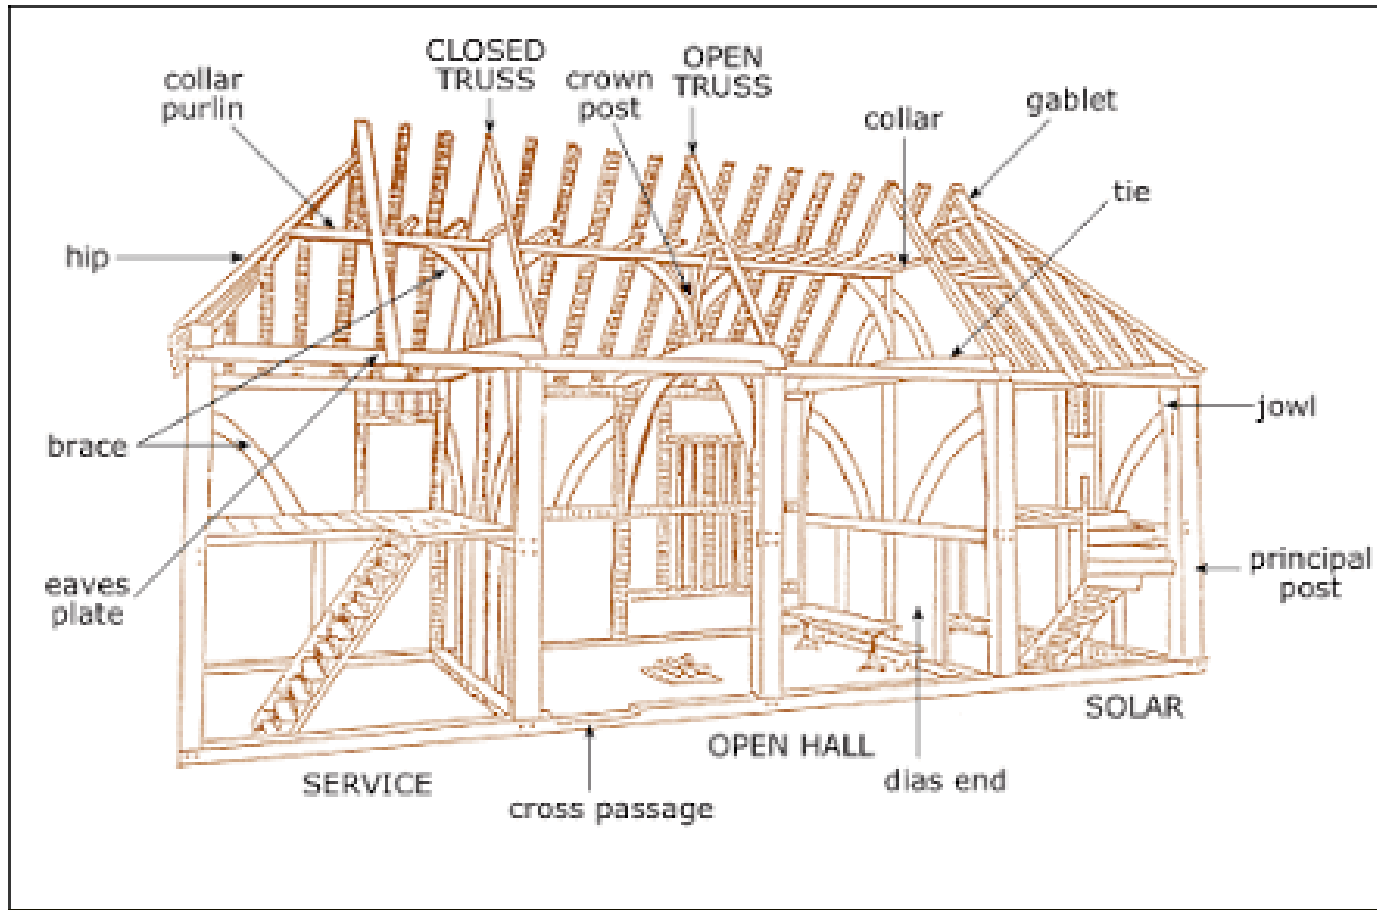 CLOSED
TRUSS
OPEN
TRUSS
collar
purlin
crown
post
collar
gablet
tie
hip
brace
jowl
eaves
plate
principal
post
SOLAR
OPEN HALL
SERVICE
dias end
cross passage